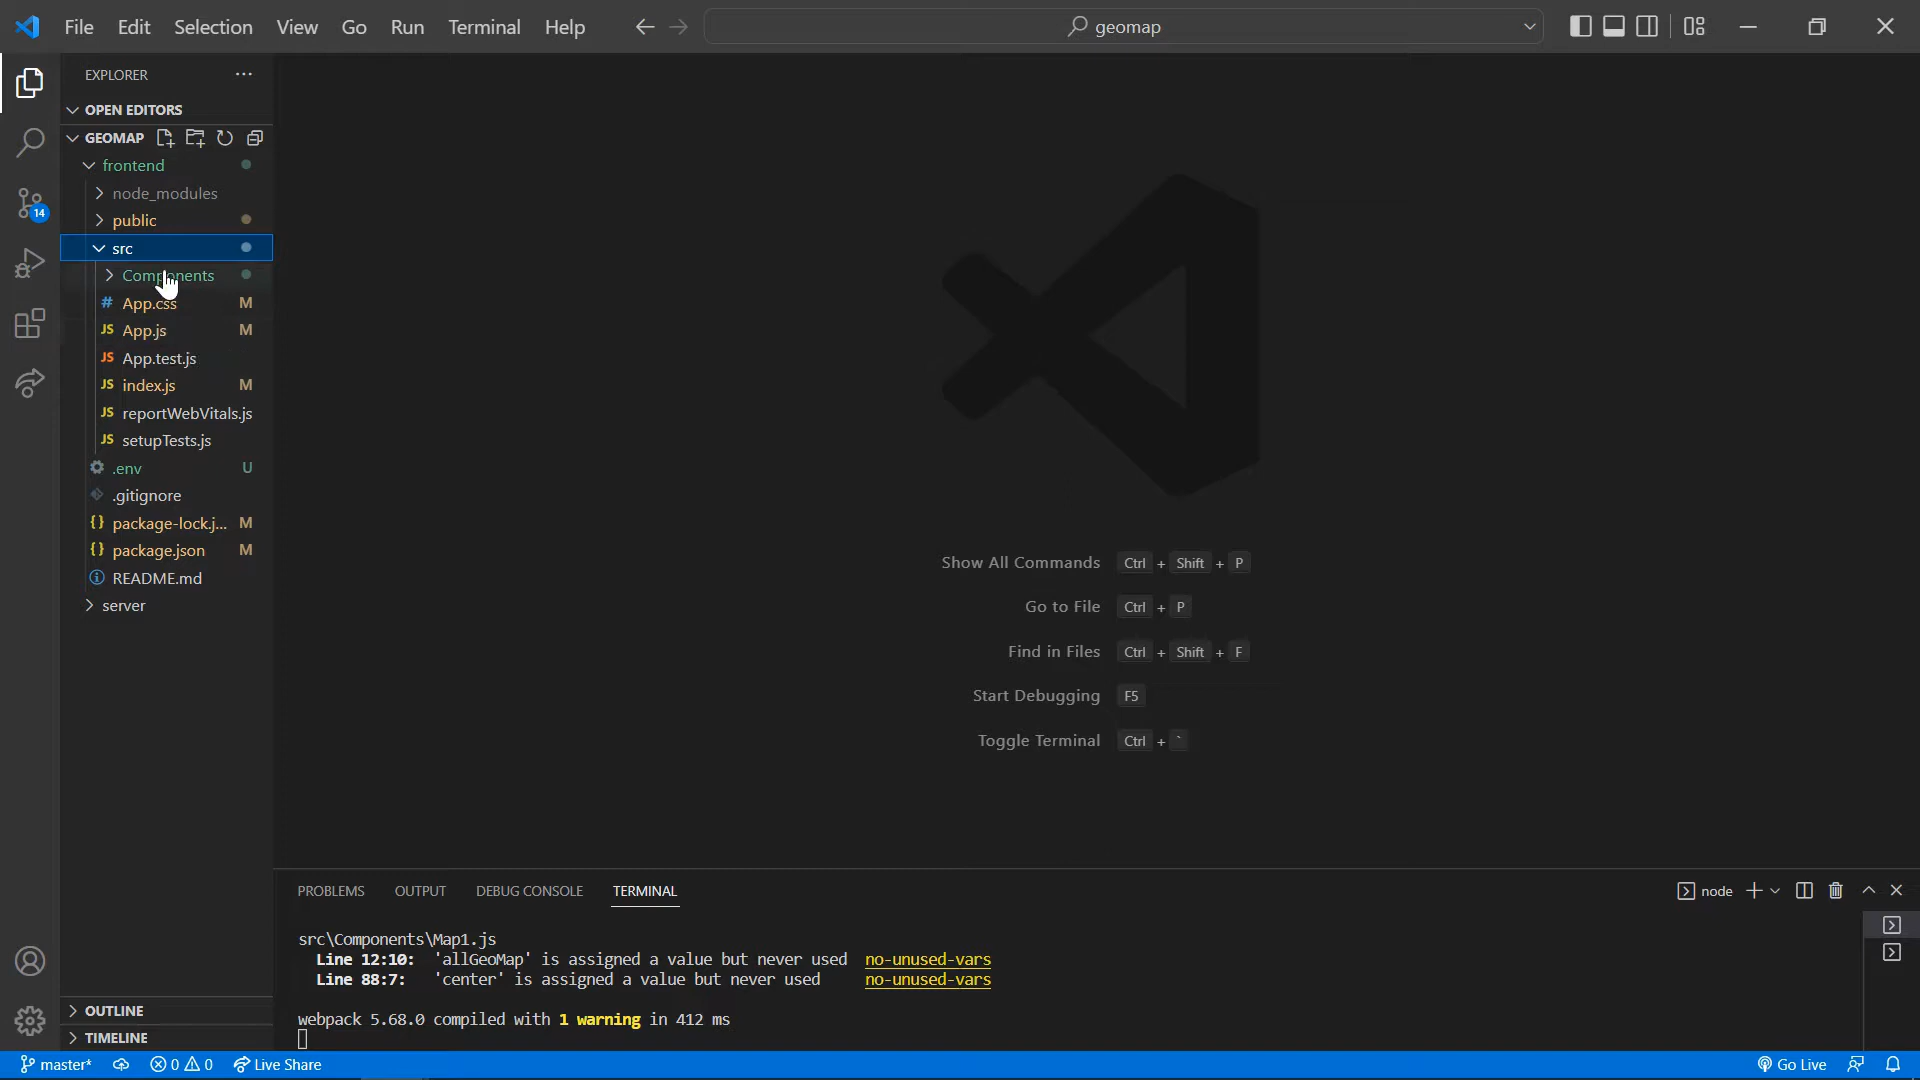 File Edit Selection View Go Run Terminal Help
geomap
EXPLORER
OPEN EDITORS
GEOMAP
frontend
node_modules
public
src
Components
App.css M
App.js M
App.test.js
index.js M
reportWebVitals.js
setupTests.js
.env U
.gitignore
package-lock.j... M
package.json M
README.md
server
OUTLINE
TIMELINE
14
Show All Commands Ctrl + Shift + P
Go to File Ctrl + P
Find in Files Ctrl + Shift + F
Start Debugging F5
Toggle Terminal Ctrl + `
PROBLEMS OUTPUT DEBUG CONSOLE TERMINAL
node
src\Components\Map1.js
Line 12:10: 'allGeoMap' is assigned a value but never used no-unused-vars
Line 88:7: 'center' is assigned a value but never used no-unused-vars
webpack 5.68.0 compiled with 1 warning in 412 ms
master* 0 0 Live Share Go Live